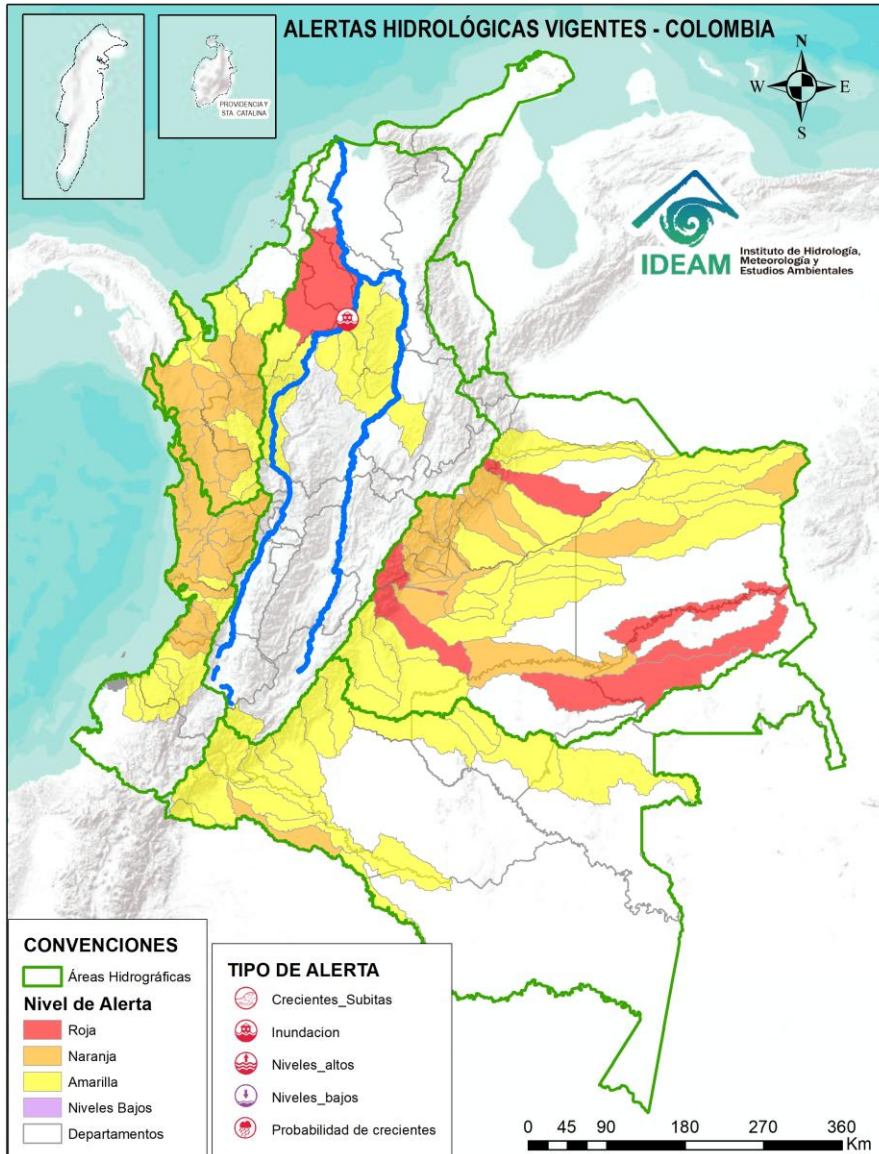 ALERTAS HIDROLÓGICAS VIGENTES - COLOMBIA
PROVIDENCIA Y
STA. CATALINA
N
W
E
S
IDEAM
Instituto de Hidrología,
Meteorología y
Estudios Ambientales
CONVENCIONES
Áreas Hidrográficas
Nivel de Alerta
Roja
Naranja
Amarilla
Niveles Bajos
Departamentos
TIPO DE ALERTA
Crecientes_Subitas
Inundacion
Niveles_altos
Niveles_bajos
Probabilidad de crecientes
0 45 90 180 270 360
Km